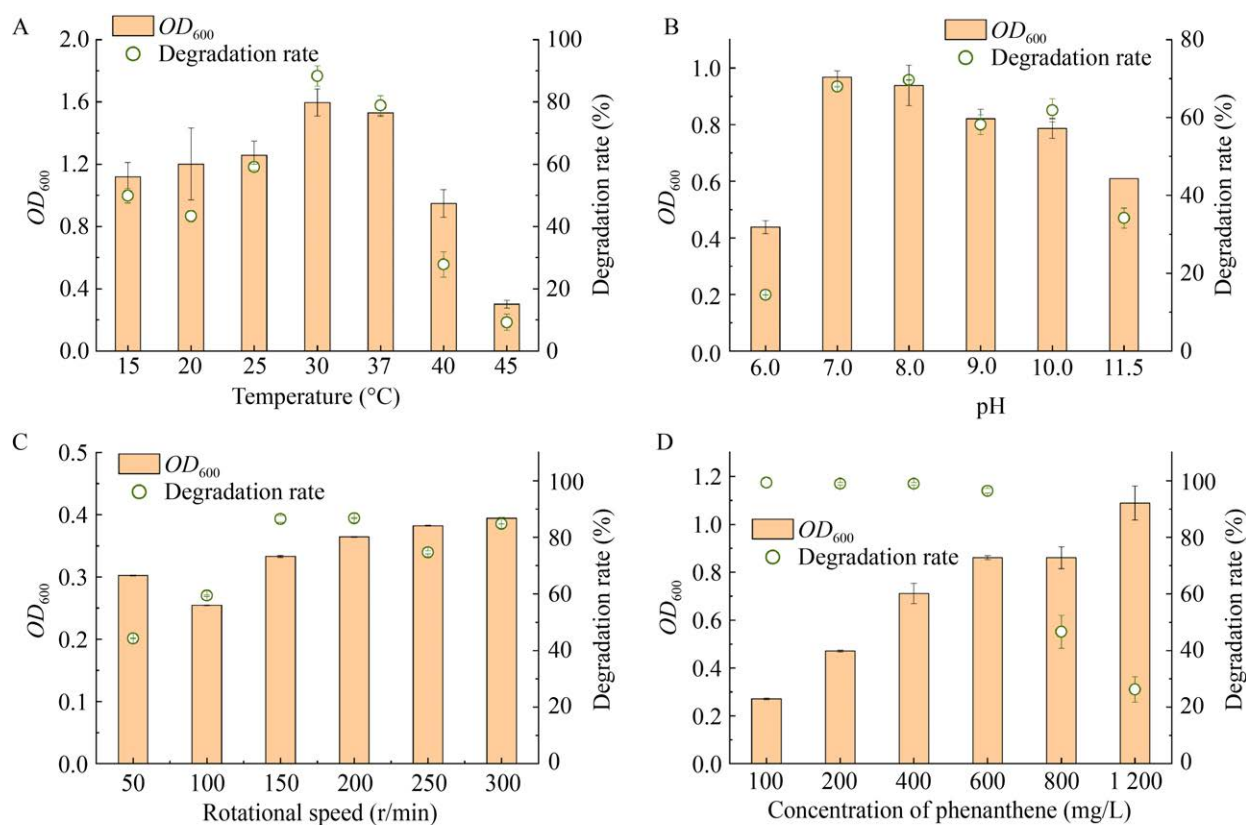 A
OD600
Degradation rate
2.0
1.6
1.2
0.8
0.4
0.0
OD600
100
80
60
40
20
0
Degradation rate (%)
15 20 25 30 37 40 45
Temperature (°C)
B
OD600
Degradation rate
1.0
0.8
0.6
0.4
0.2
0.0
OD600
80
60
40
20
0
Degradation rate (%)
6.0 7.0 8.0 9.0 10.0 11.5
pH
C
OD600
Degradation rate
0.5
0.4
0.3
0.2
0.1
0.0
OD600
100
80
60
40
20
0
Degradation rate (%)
50 100 150 200 250 300
Rotational speed (r/min)
D
OD600
Degradation rate
1.2
1.0
0.8
0.6
0.4
0.2
0.0
OD600
100
80
60
40
20
0
Degradation rate (%)
100 200 400 600 800 1 200
Concentration of phenanthene (mg/L)